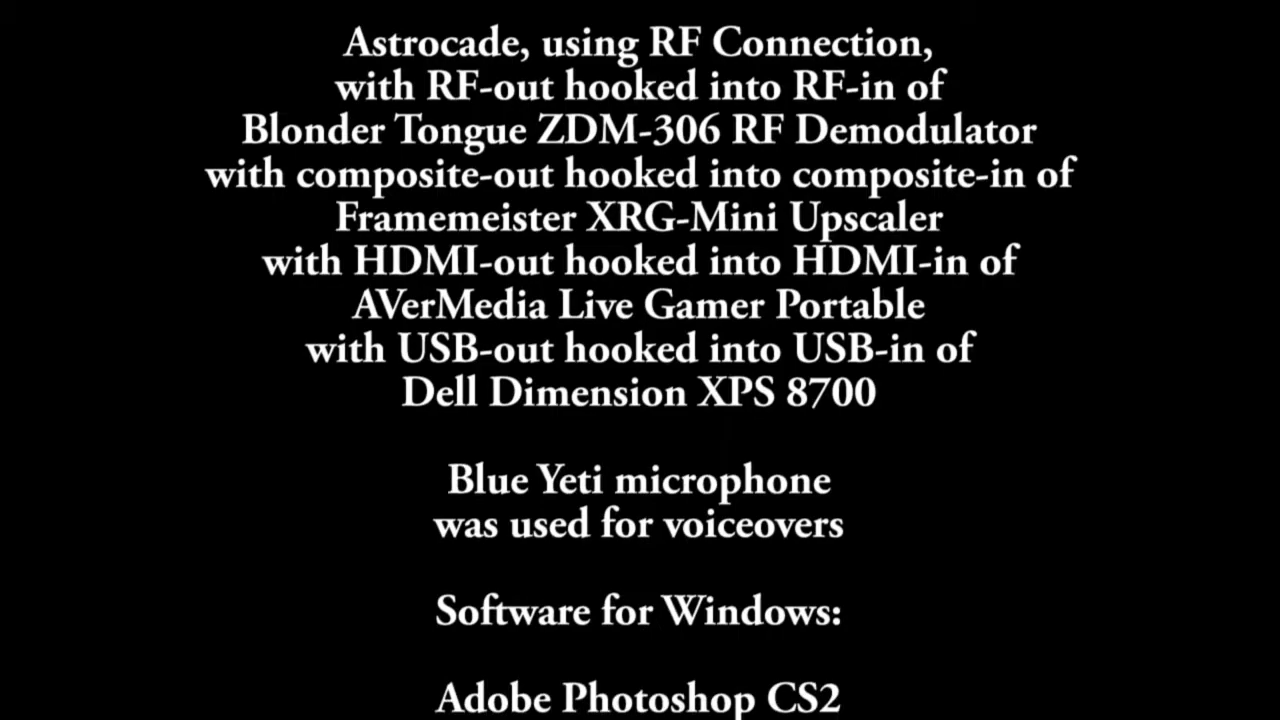 Astrocade, using RF Connection,
with RF-out hooked into RF-in of
Blonder Tongue ZDM-306 RF Demodulator
with composite-out hooked into composite-in of
Framemeister XRG-Mini Upscaler
with HDMI-out hooked into HDMI-in of
AVerMedia Live Gamer Portable
with USB-out hooked into USB-in of
Dell Dimension XPS 8700
Blue Yeti microphone
was used for voiceovers
Software for Windows:
Adobe Photoshop CS2